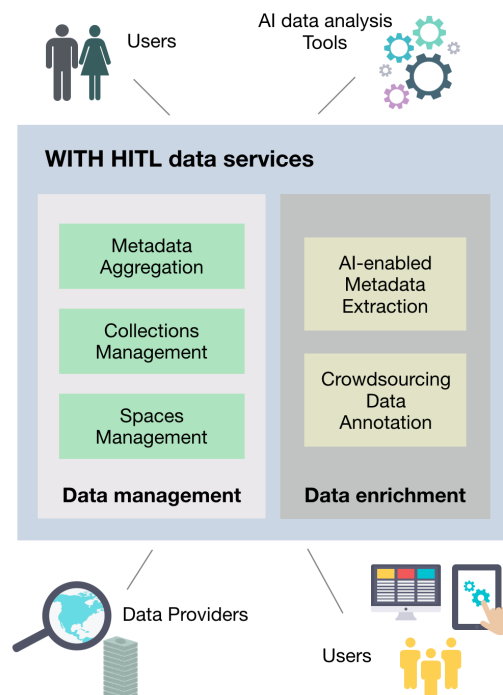 Users
AI data analysis
Tools
WITH HITL data services
Metadata
Aggregation
Collections
Management
Spaces
Management
Data management
AI-enabled
Metadata
Extraction
Crowdsourcing
Data
Annotation
Data enrichment
Data Providers
Users